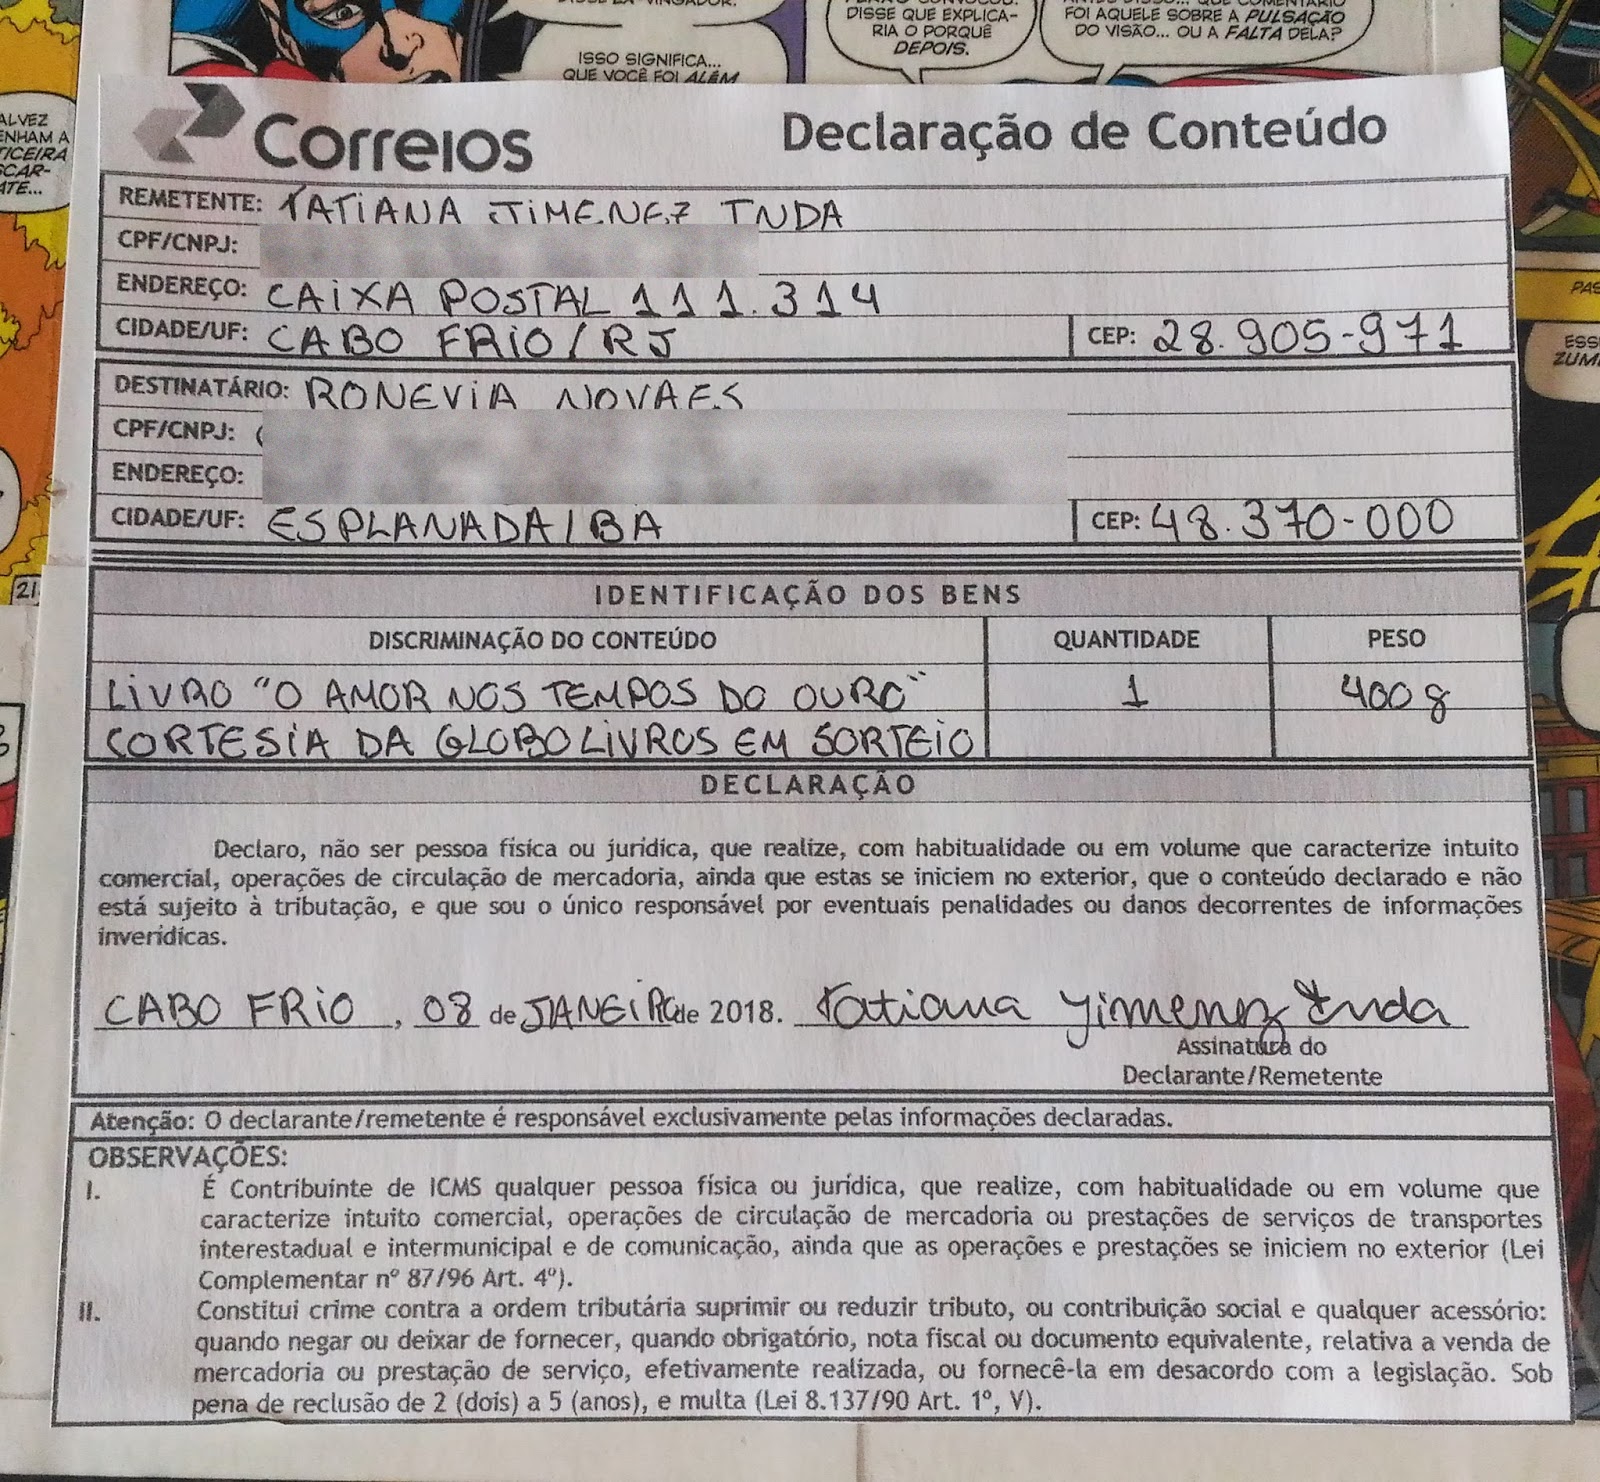 ISSO SIGNIFICA...
QUE VOCÊ FOI ALÉM
DISSE QUE EXPLICA-
RIA O PORQUÊ
DEPOIS.
FOI AQUELE SOBRE A PULSAÇÃO
DO VISÃO... OU A FALTA DELA?
Correios
Declaração de Conteúdo
REMETENTE: TATIANA JIMENEZ INDA
CPF/CNPJ:
ENDEREÇO: CAIXA POSTAL 111.314
CIDADE/UF: CABO FRIO/RJ CEP: 28.905-971
DESTINATÁRIO: RONEVIA NOVAES
CPF/CNPJ:
ENDEREÇO:
CIDADE/UF: ESPLANADA/BA CEP: 48.370-000
IDENTIFICAÇÃO DOS BENS
DISCRIMINAÇÃO DO CONTEÚDO QUANTIDADE PESO
LIVRO "O AMOR NOS TEMPOS DO OURO" 1 400g
CORTESIA DA GLOBOLIVROS EM SORTEIO
DECLARAÇÃO
Declaro, não ser pessoa física ou jurídica, que realize, com habitualidade ou em volume que caracterize intuito
comercial, operações de circulação de mercadoria, ainda que estas se iniciem no exterior, que o conteúdo declarado e não
está sujeito à tributação, e que sou o único responsável por eventuais penalidades ou danos decorrentes de informações
inverídicas.
CABO FRIO, 08 de JANEIRO de 2018. Tatiana Jimenez Inda
Assinatura do
Declarante/Remetente
Atenção: O declarante/remetente é responsável exclusivamente pelas informações declaradas.
OBSERVAÇÕES:
I. É Contribuinte de ICMS qualquer pessoa física ou jurídica, que realize, com habitualidade ou em volume que
caracterize intuito comercial, operações de circulação de mercadoria ou prestações de serviços de transportes
interestadual e intermunicipal e de comunicação, ainda que as operações e prestações se iniciem no exterior (Lei
Complementar nº 87/96 Art. 4º).
II. Constitui crime contra a ordem tributária suprimir ou reduzir tributo, ou contribuição social e qualquer acessório:
quando negar ou deixar de fornecer, quando obrigatório, nota fiscal ou documento equivalente, relativa a venda de
mercadoria ou prestação de serviço, efetivamente realizada, ou fornecê-la em desacordo com a legislação. Sob
pena de reclusão de 2 (dois) a 5 (anos), e multa (Lei 8.137/90 Art. 1º, V).